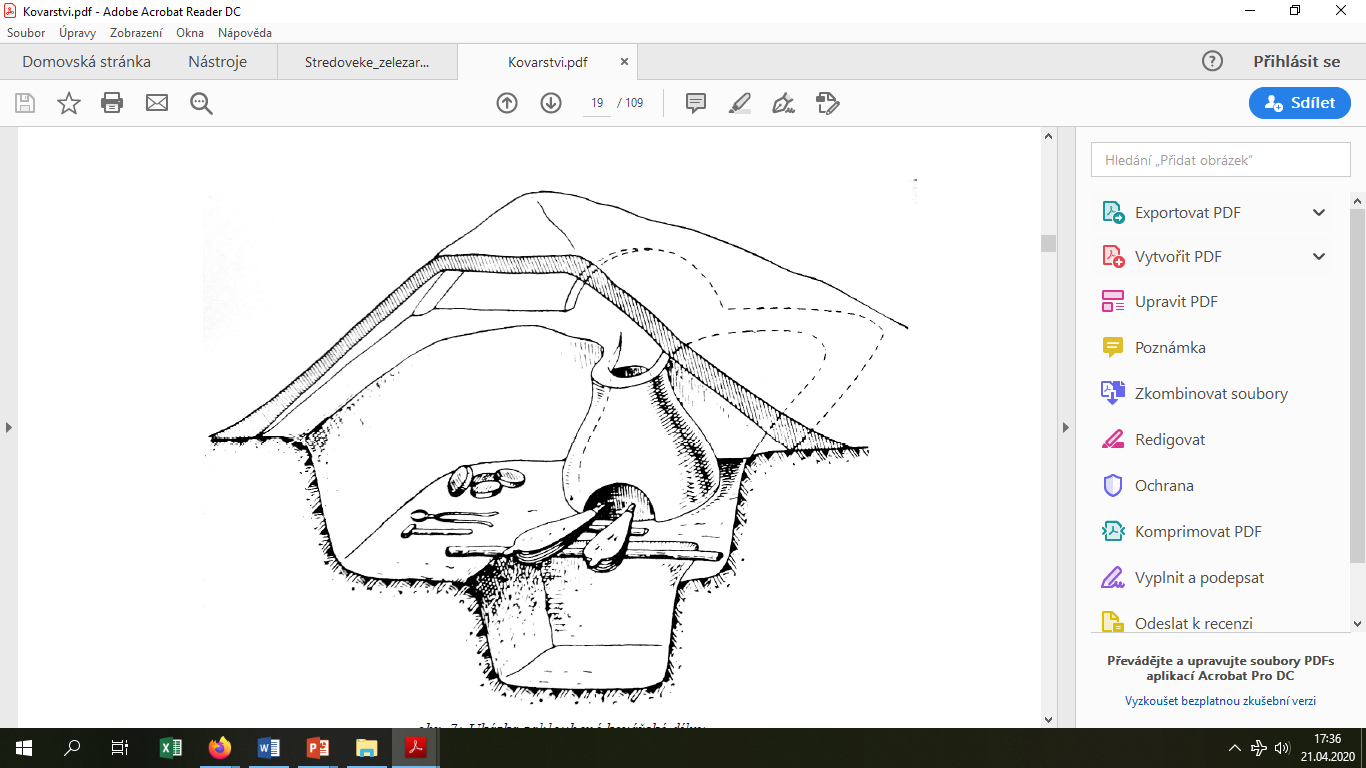 Kovarstvi.pdf - Adobe Acrobat Reader DC
Soubor Úpravy Zobrazení Okna Nápověda
Domovská stránka Nástroje Stredoveke_zelezar... Kovarstvi.pdf × Přihlásit se
19 / 109 Sdílet
Hledání „Přidat obrázek"
Exportovat PDF
Vytvořit PDF
Upravit PDF
Poznámka
Zkombinovat soubory
Redigovat
Ochrana
Komprimovat PDF
Vyplnit a podepsat
Odeslat k recenzi
Převádějte a upravujte soubory PDFs
aplikací Acrobat Pro DC
Vyzkoušet bezplatnou zkušební verzi
17:36
21.04.2020